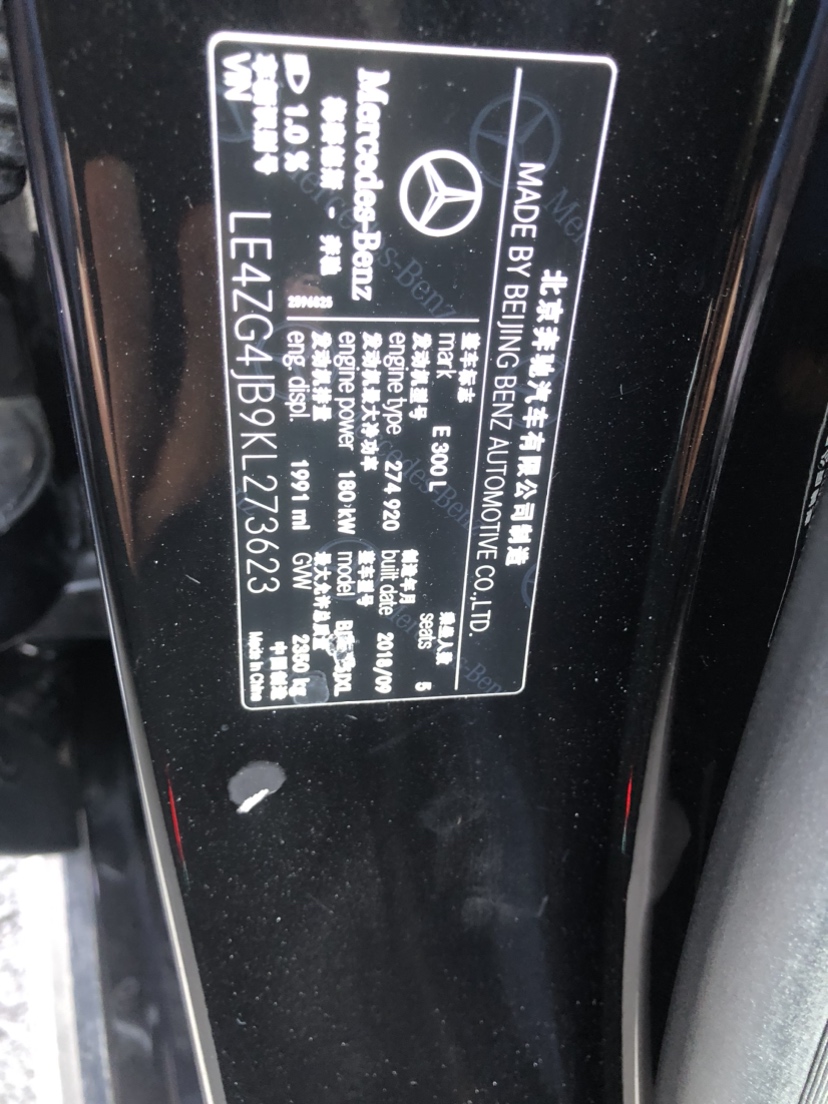 北京奔驰汽车有限公司制造
MADE BY BEIJING BENZ AUTOMOTIVE CO.,LTD.
Mercedes-Benz
梅赛德斯 - 奔驰
2596825
整车标志
mark E 300 L
乘坐人数
seats 5
发动机型号
engine type 274 920
制造年月
built date 2018/09
发动机最大净功率
engine power 180 kW
整车型号
model
发动机排量
eng. displ. 1991 ml
最大允许总质量
GVW 2350 kg
1.0
车辆识别号
VIN LE4ZG4JB9KL273623
中国制造
Made in China